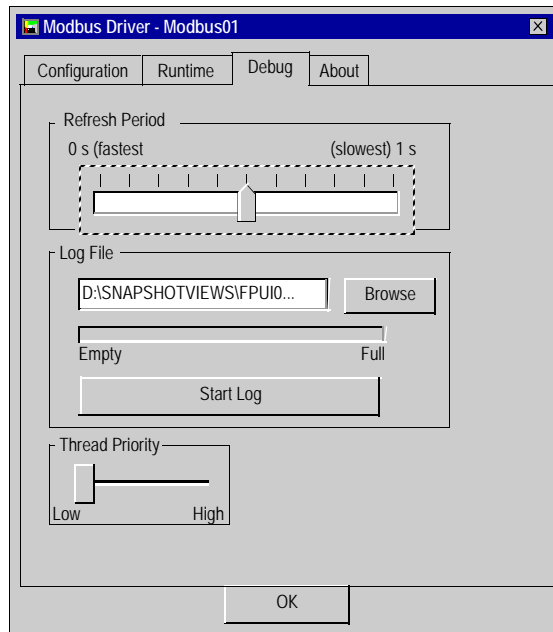 Modbus Driver - Modbus01
Configuration Runtime Debug About
Refresh Period
0 s (fastest (slowest) 1 s
Log File
D:\SNAPSHOTVIEWS\FPUI0... Browse
Empty Full
Start Log
Thread Priority
Low High
OK